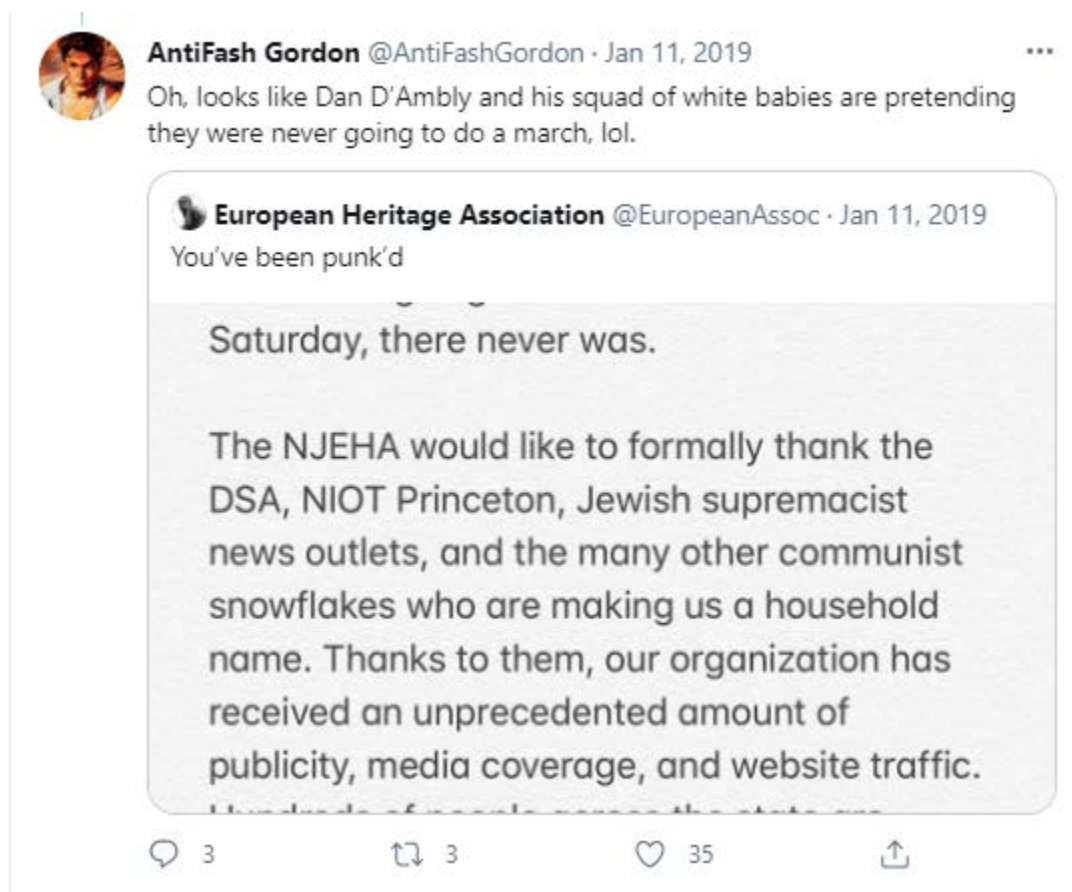 AntiFash Gordon @AntiFashGordon · Jan 11, 2019 ...
Oh, looks like Dan D'Ambly and his squad of white babies are pretending
they were never going to do a march, lol.
European Heritage Association @EuropeanAssoc · Jan 11, 2019
You've been punk'd
Saturday, there never was.
The NJEHA would like to formally thank the
DSA, NIOT Princeton, Jewish supremacist
news outlets, and the many other communist
snowflakes who are making us a household
name. Thanks to them, our organization has
received an unprecedented amount of
publicity, media coverage, and website traffic.
3 3 35